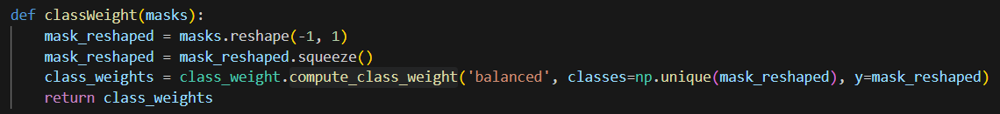 def classWeight(masks):
    mask_reshaped = masks.reshape(-1, 1)
    mask_reshaped = mask_reshaped.squeeze()
    class_weights = class_weight.compute_class_weight('balanced', classes=np.unique(mask_reshaped), y=mask_reshaped)
    return class_weights